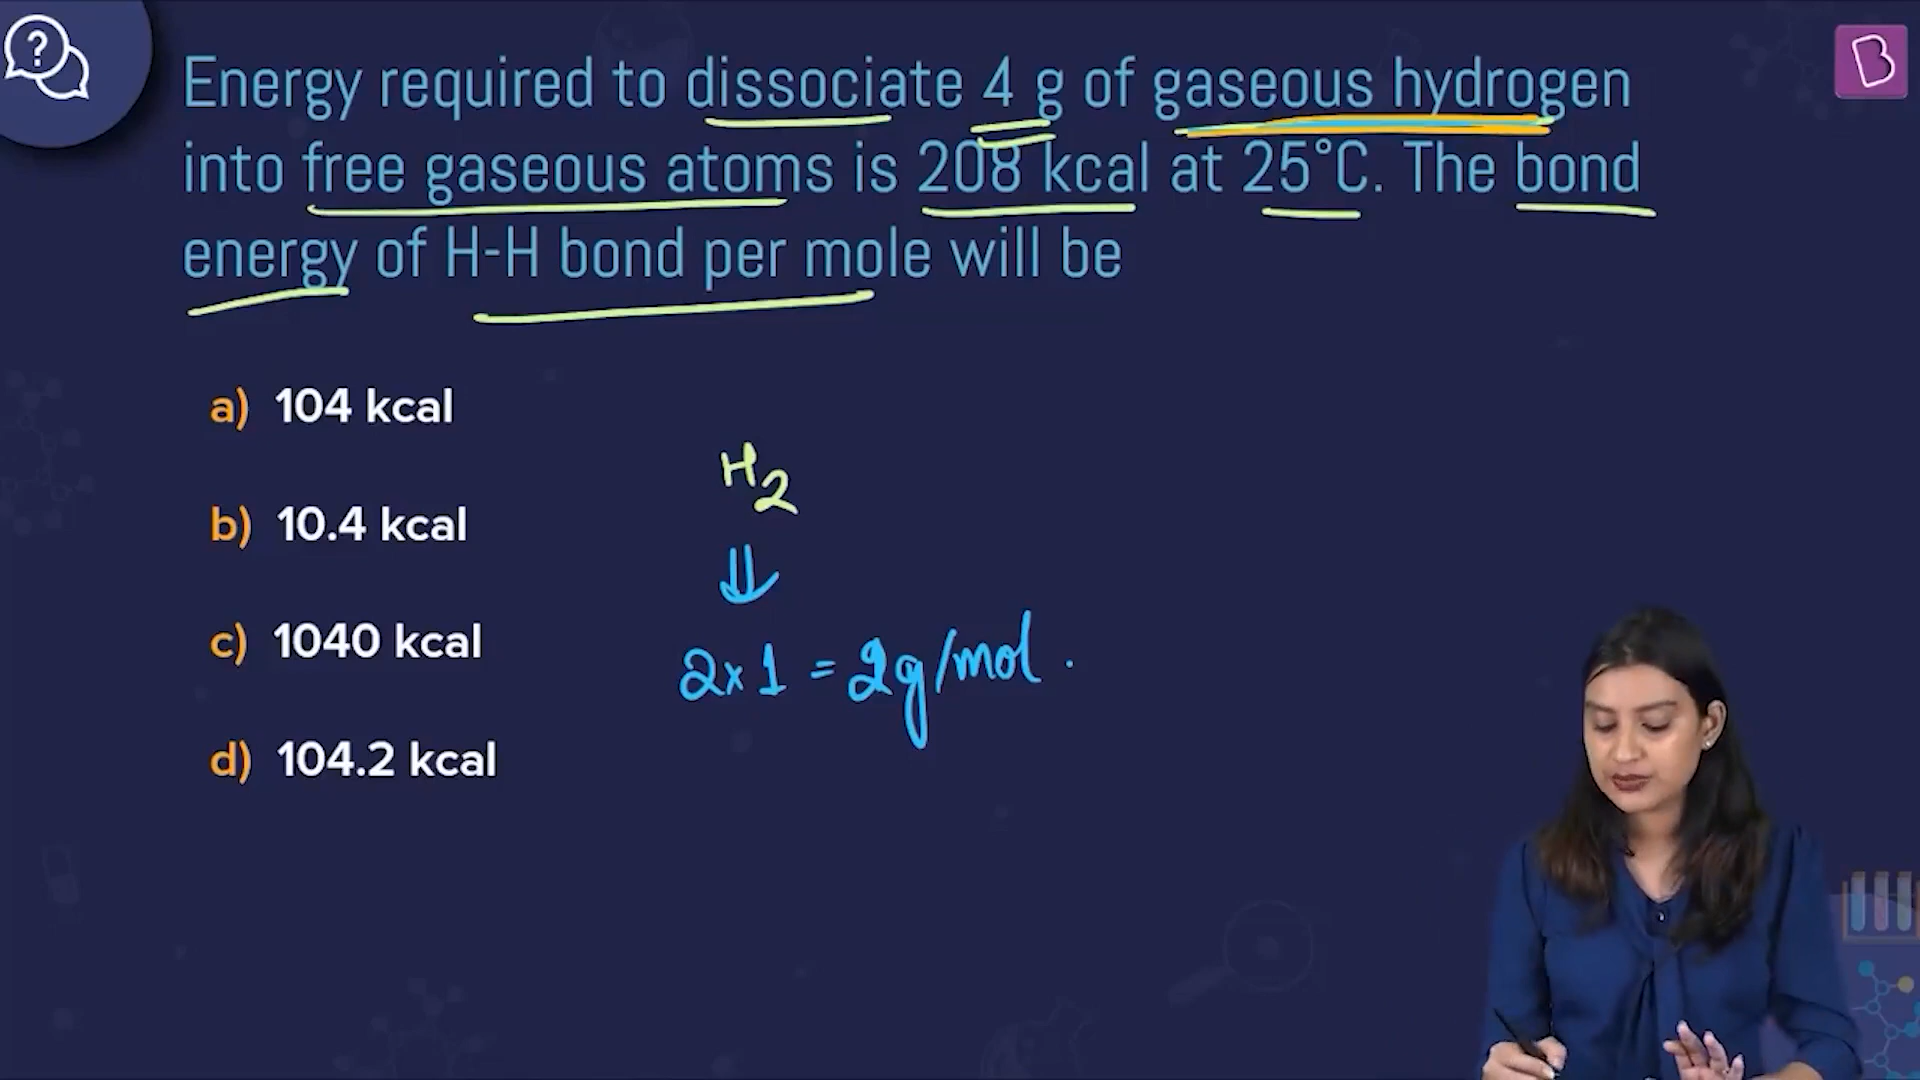 Energy required to dissociate 4 g of gaseous hydrogen
into free gaseous atoms is 208 kcal at 25°C. The bond
energy of H-H bond per mole will be
a) 104 kcal
b) 10.4 kcal
c) 1040 kcal
d) 104.2 kcal
H₂
⇓
2×1 = 2g/mol.